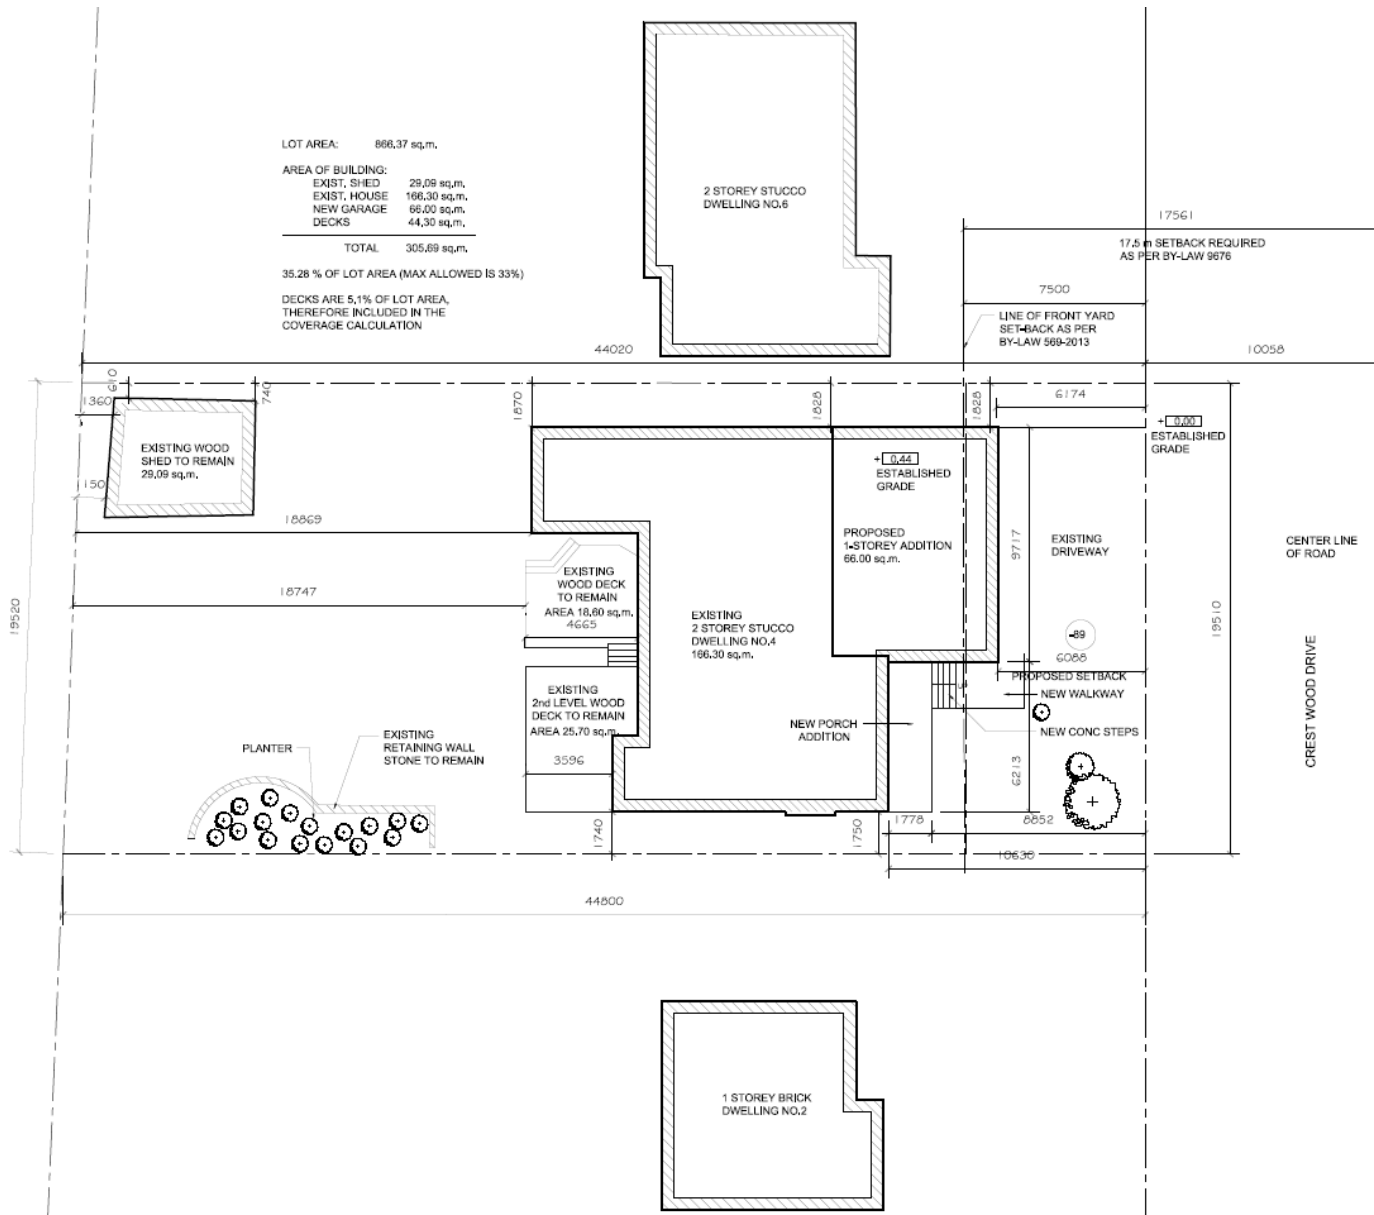 LOT AREA: 866.37 sq.m.
AREA OF BUILDING:
EXIST. SHED 29.09 sq.m.
EXIST. HOUSE 166.30 sq.m.
NEW GARAGE 66.00 sq.m.
DECKS 44.30 sq.m.
TOTAL 305.69 sq.m.
35.28 % OF LOT AREA (MAX ALLOWED IS 33%)
DECKS ARE 5.1% OF LOT AREA,
THEREFORE INCLUDED IN THE
COVERAGE CALCULATION
2 STOREY STUCCO
DWELLING NO.6
17561
17.5 m SETBACK REQUIRED
AS PER BY-LAW 9676
7500
LINE OF FRONT YARD
SET-BACK AS PER
BY-LAW 569-2013
44020
10058
610
740
1360
1870
1828
1828
6174
+ 0.00
ESTABLISHED
GRADE
EXISTING WOOD
SHED TO REMAIN
29.09 sq.m.
150
+ 0.44
ESTABLISHED
GRADE
18869
PROPOSED
1-STOREY ADDITION
66.00 sq.m.
9717
EXISTING
DRIVEWAY
CENTER LINE
OF ROAD
EXISTING
WOOD DECK
TO REMAIN
AREA 18.60 sq.m.
18747
4665
19520
19510
EXISTING
2 STOREY STUCCO
DWELLING NO.4
166.30 sq.m.
-89
6088
PROPOSED SETBACK
NEW WALKWAY
EXISTING
2nd LEVEL WOOD
DECK TO REMAIN
AREA 25.70 sq.m.
NEW PORCH
ADDITION
NEW CONC STEPS
CREST WOOD DRIVE
PLANTER
EXISTING
RETAINING WALL
STONE TO REMAIN
3596
6213
1740
1750
1778
8852
10630
44800
1 STOREY BRICK
DWELLING NO.2